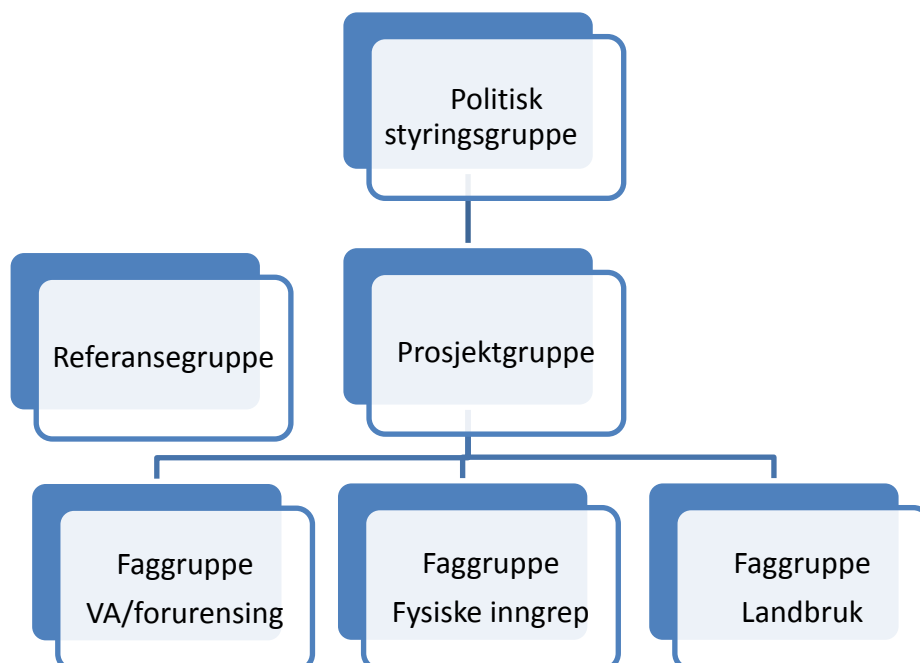 Politisk
styringsgruppe
Referansegruppe
Prosjektgruppe
Faggruppe
VA/forurensing
Faggruppe
Fysiske inngrep
Faggruppe
Landbruk